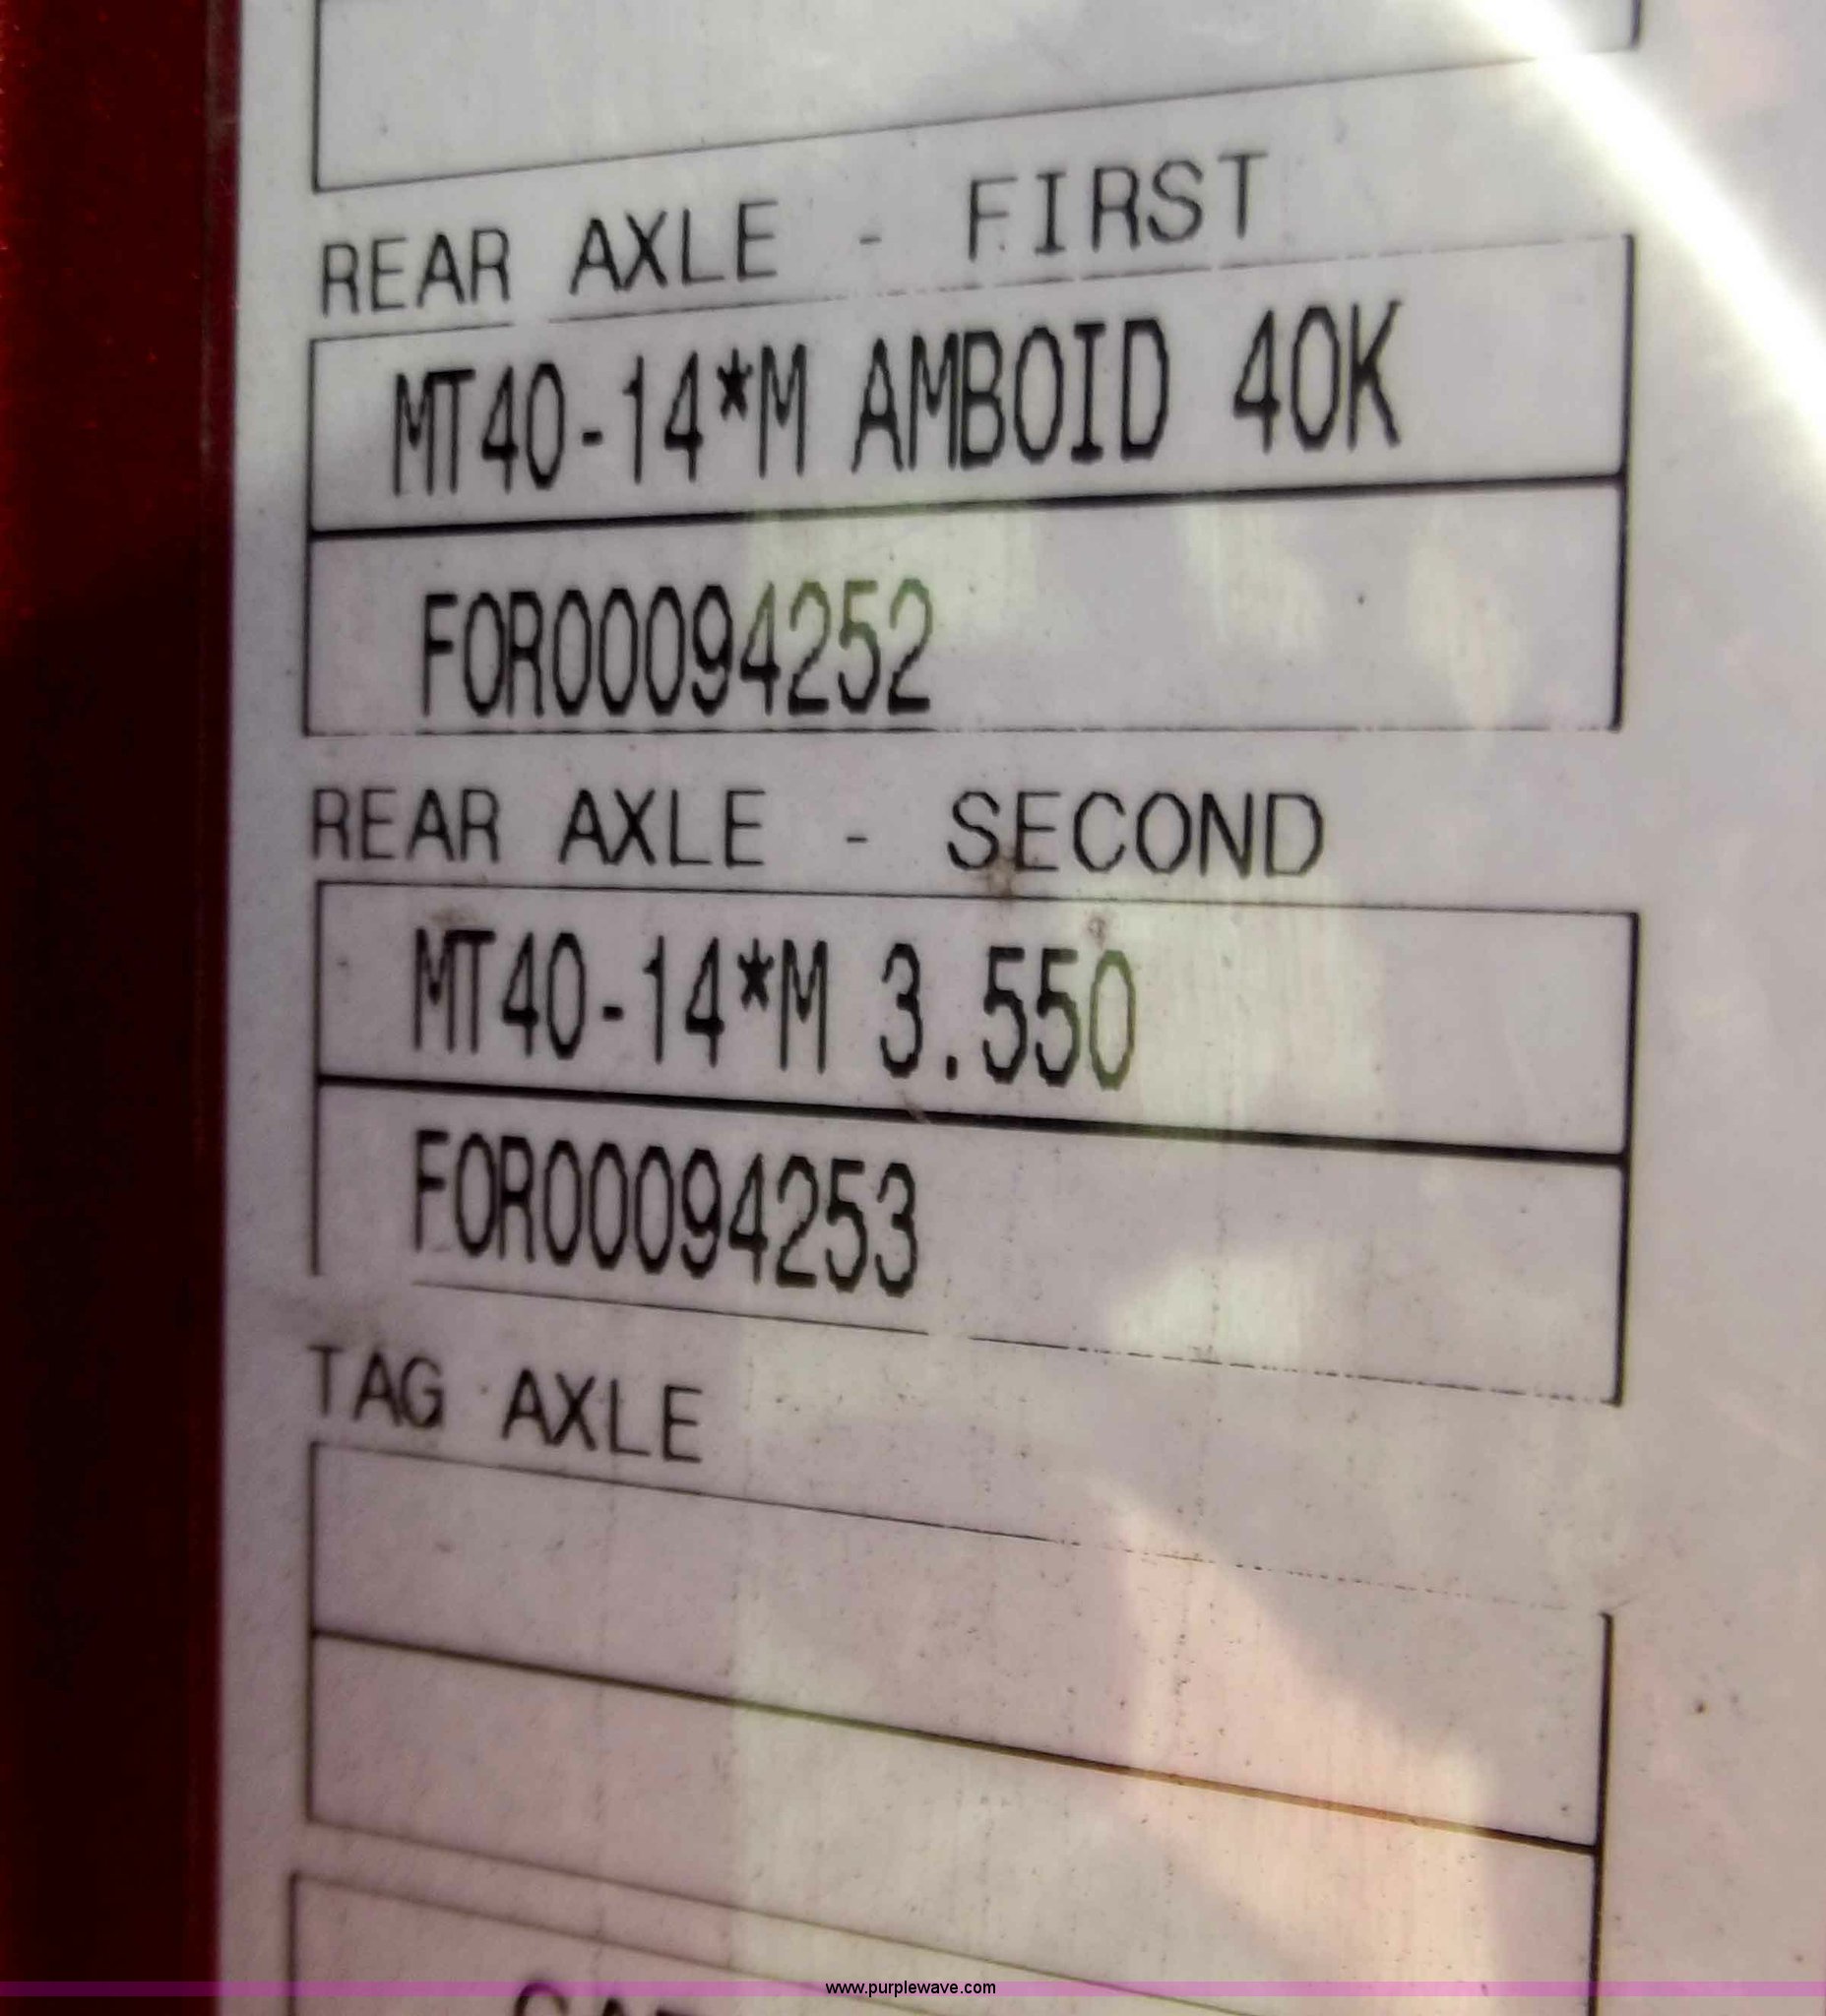 REAR AXLE - FIRST
MT40-14*M AMBOID 40K
FOR00094252
REAR AXLE - SECOND
MT40-14*M 3.550
FOR00094253
TAG AXLE
www.purplewave.com